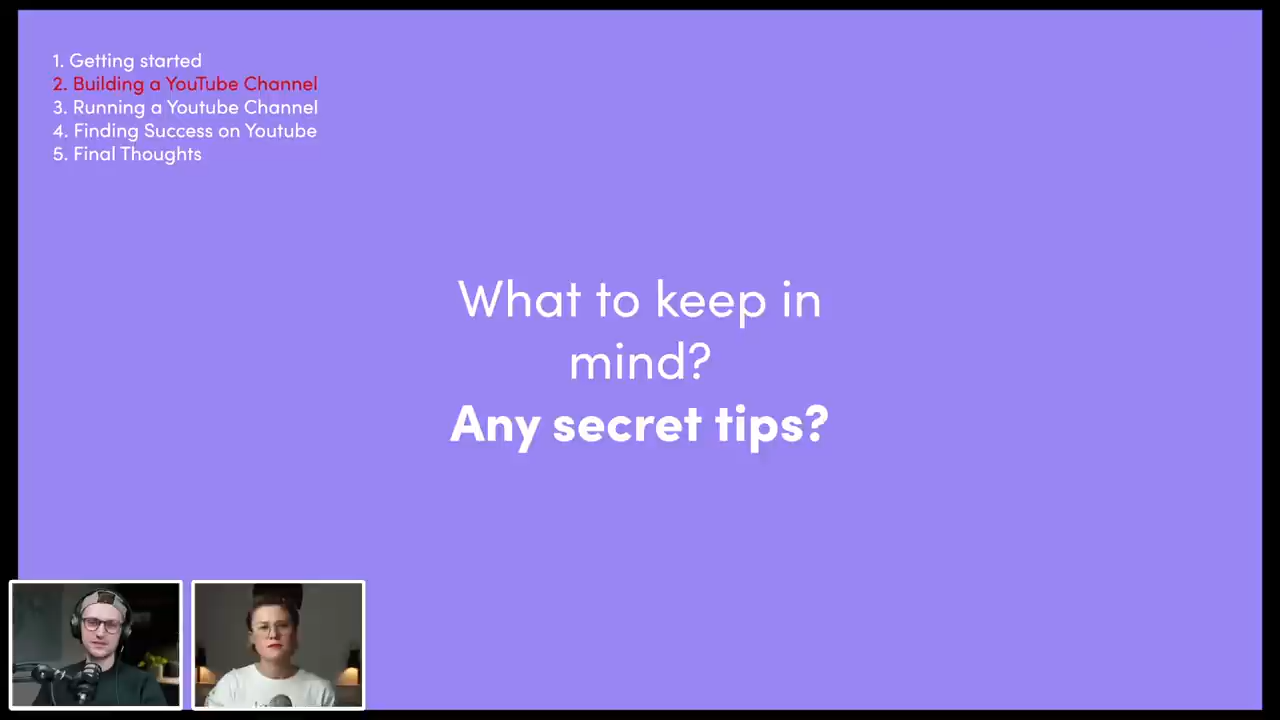 1. Getting started
2. Building a YouTube Channel
3. Running a Youtube Channel
4. Finding Success on Youtube
5. Final Thoughts
What to keep in
mind?
Any secret tips?